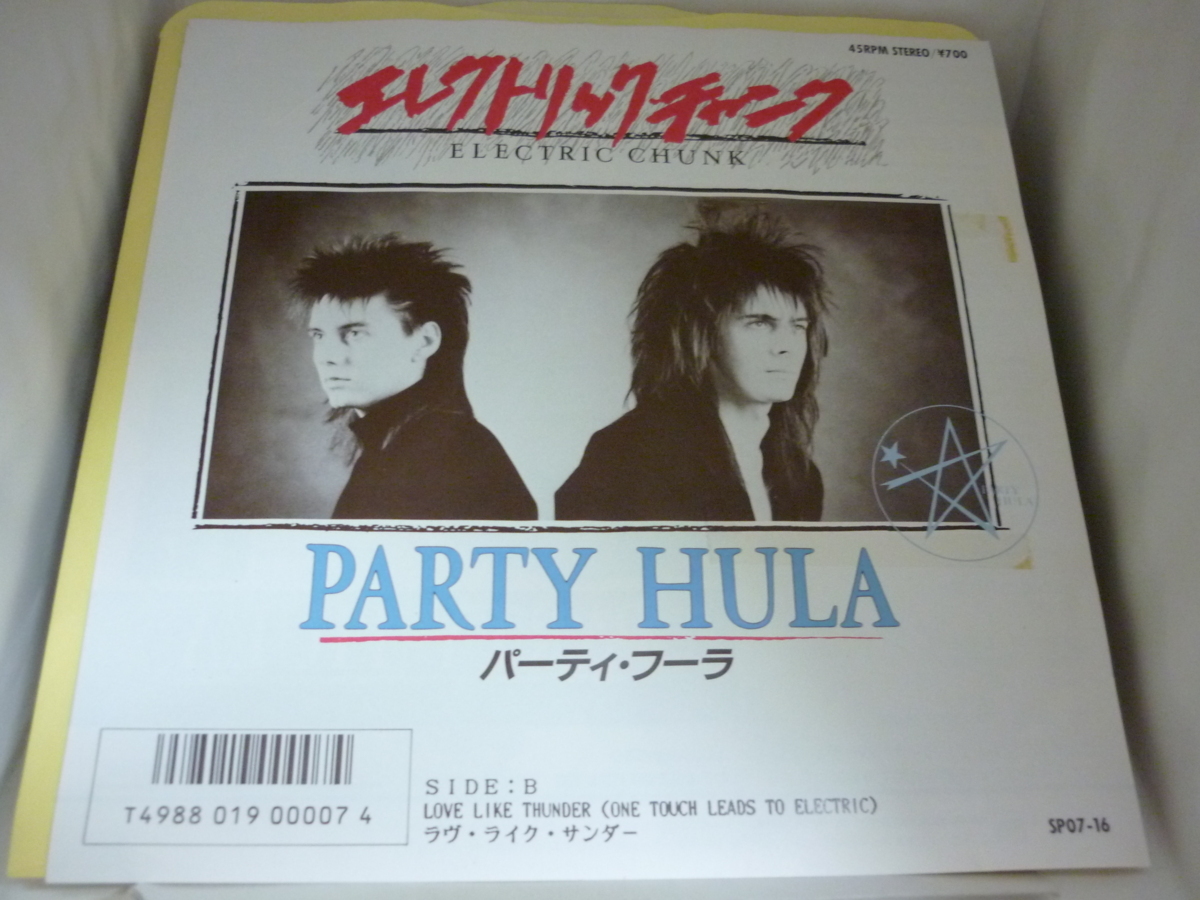 45RPM STEREO/¥700
エレクトリック・チャンク
ELECTRIC CHUNK
PARTY
HULA
PARTY HULA
パーティ・フーラ
T4988 019 00007 4
SIDE:B
LOVE LIKE THUNDER (ONE TOUCH LEADS TO ELECTRIC)
ラヴ・ライク・サンダー
SP07-16